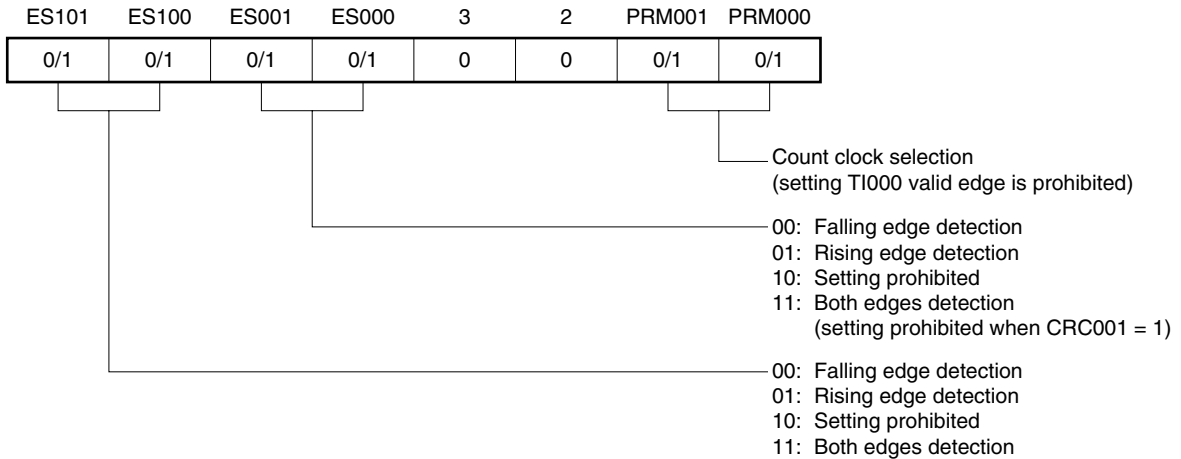 ES101 ES100 ES001 ES000 3 2 PRM001 PRM000
0/1 0/1 0/1 0/1 0 0 0/1 0/1
Count clock selection
(setting TI000 valid edge is prohibited)
00: Falling edge detection
01: Rising edge detection
10: Setting prohibited
11: Both edges detection
(setting prohibited when CRC001 = 1)
00: Falling edge detection
01: Rising edge detection
10: Setting prohibited
11: Both edges detection